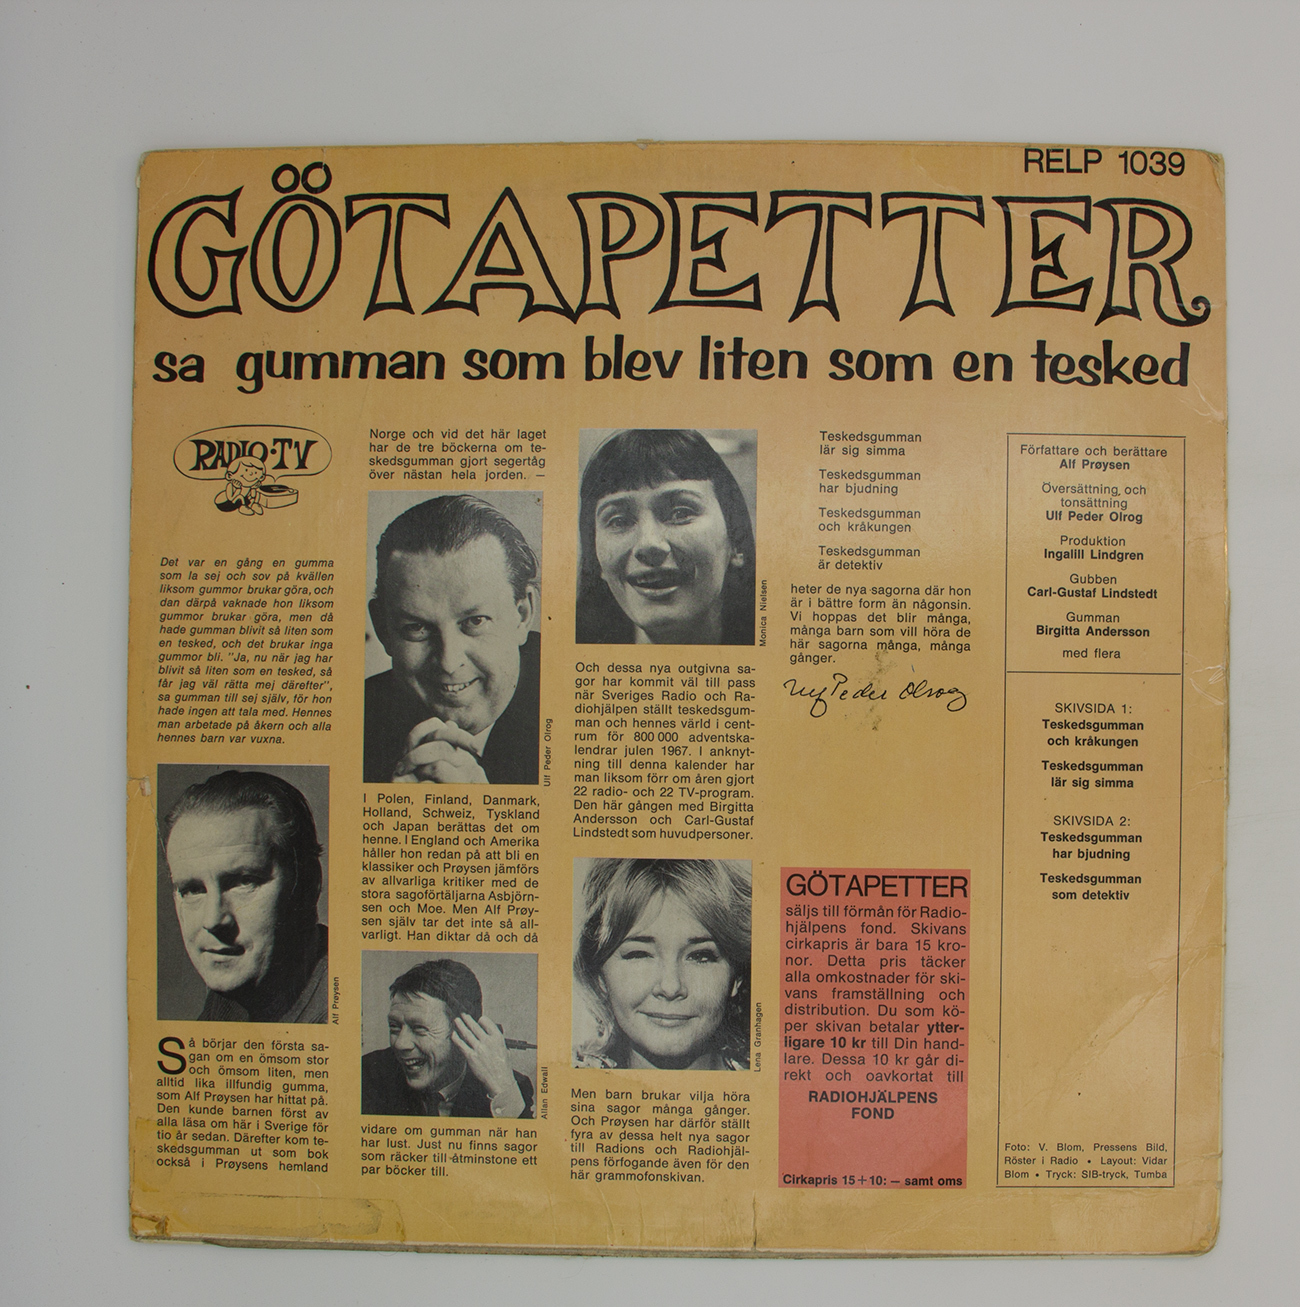 RELP 1039
GÖTAPETTER
sa gumman som blev liten som en tesked
RADIO·TV
Det var en gång en gumma
som la sej och sov på kvällen
liksom gummor brukar göra, och
dan därpå vaknade hon liksom
gummor brukar göra, men då
hade gumman blivit så liten som
en tesked, och det brukar inga
gummor bli. "Ja, nu när jag har
blivit så liten som en tesked, så
får jag väl rätta mej därefter",
sa gumman till sej själv, för hon
hade ingen att tala med. Hennes
man arbetade på åkern och alla
hennes barn var vuxna.
Alf Prøysen
Så börjar den första sa-
gan om en ömsom stor
och ömsom liten, men
alltid lika illfundig gumma,
som Alf Prøysen har hittat på.
Den kunde barnen först av
alla läsa om här i Sverige för
tio år sedan. Därefter kom te-
skedsgumman ut som bok
också i Prøysens hemland
Norge och vid det här laget
har de tre böckerna om te-
skedsgumman gjort segertåg
över nästan hela jorden. —
Ulf Peder Olrog
I Polen, Finland, Danmark,
Holland, Schweiz, Tyskland
och Japan berättas det om
henne. I England och Amerika
håller hon redan på att bli en
klassiker och Prøysen jämförs
av allvarliga kritiker med de
stora sagoförtäljarna Asbjörn-
sen och Moe. Men Alf Prøy-
sen själv tar det inte så all-
varligt. Han diktar då och då
Allan Edwall
vidare om gumman när han
har lust. Just nu finns sagor
som räcker till åtminstone ett
par böcker till.
Monica Nielsen
Och dessa nya outgivna sa-
gor har kommit väl till pass
när Sveriges Radio och Ra-
diohjälpen ställt teskedsgum-
man och hennes värld i cent-
rum för 800 000 adventska-
lendrar julen 1967. I anknyt-
ning till denna kalender har
man liksom förr om åren gjort
22 radio- och 22 TV-program.
Den här gången med Birgitta
Andersson och Carl-Gustaf
Lindstedt som huvudpersoner.
Lena Granhagen
Men barn brukar vilja höra
sina sagor många gånger.
Och Prøysen har därför ställt
fyra av dessa helt nya sagor
till Radions och Radiohjäl-
pens förfogande även för den
här grammofonskivan.
Teskedsgumman
lär sig simma
Teskedsgumman
har bjudning
Teskedsgumman
och kråkungen
Teskedsgumman
är detektiv
heter de nya sagorna där hon
är i bättre form än någonsin.
Vi hoppas det blir många,
många barn som vill höra de
här sagorna många, många
gånger.
Ulf Peder Olrog
GÖTAPETTER
säljs till förmån för Radio-
hjälpens fond. Skivans
cirkapris är bara 15 kro-
nor. Detta pris täcker
alla omkostnader för ski-
vans framställning och
distribution. Du som kö-
per skivan betalar ytter-
ligare 10 kr till Din hand-
lare. Dessa 10 kr går di-
rekt och oavkortat till
RADIOHJÄLPENS
FOND
Cirkapris 15+10: — samt oms
Författare och berättare
Alf Prøysen
Översättning och
tonsättning
Ulf Peder Olrog
Produktion
Ingalill Lindgren
Gubben
Carl-Gustaf Lindstedt
Gumman
Birgitta Andersson
med flera
SKIVSIDA 1:
Teskedsgumman
och kråkungen
Teskedsgumman
lär sig simma
SKIVSIDA 2:
Teskedsgumman
har bjudning
Teskedsgumman
som detektiv
Foto: V. Blom, Pressens Bild,
Röster i Radio • Layout: Vidar
Blom • Tryck: SIB-tryck, Tumba